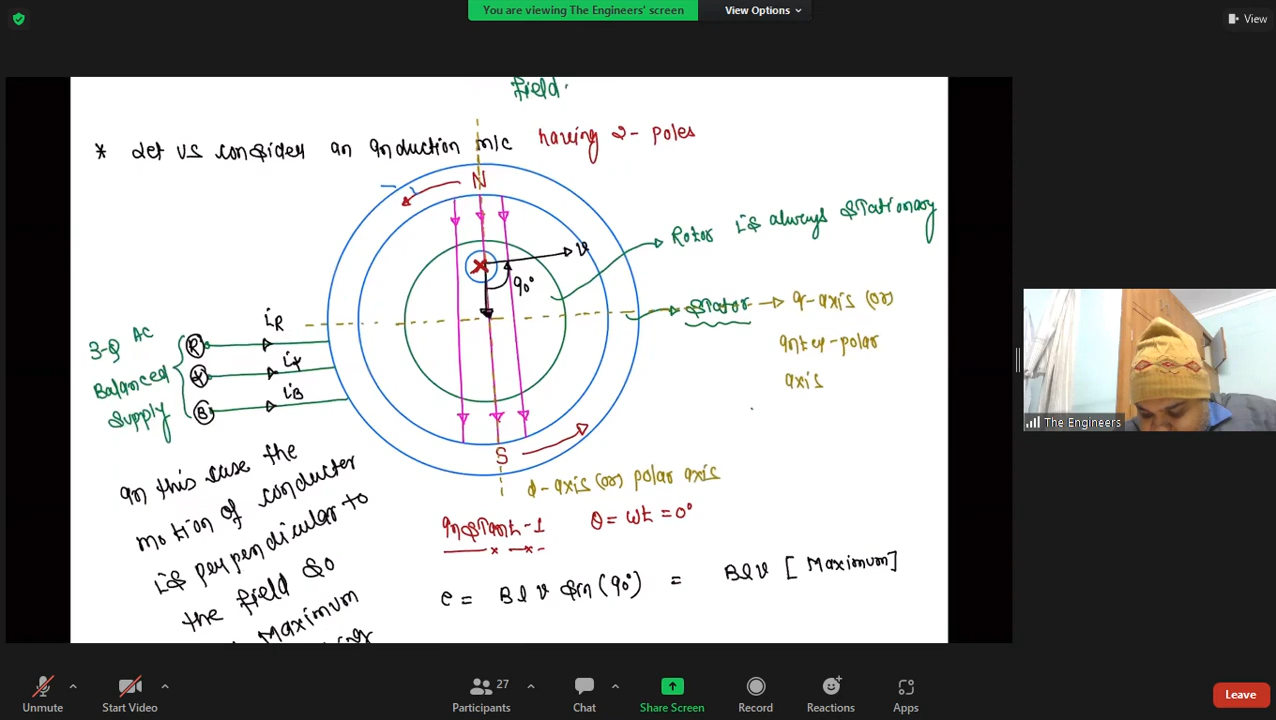 You are viewing The Engineers' screen
View Options
View
Field.
* Let us consider an induction m/c having 2- poles
N
Rotor is always stationary
v
90°
Stator
q-axis (or)
inter-polar
axis
3-Φ AC
Balanced
supply
R
Y
B
iR
iY
iB
S
d-axis (or) polar axis
Instant-1 θ = ωt = 0°
e = Blv Sin(90°) = Blv [Maximum]
In this case the
motion of conductor
is perpendicular to
the field so
Maximum
The Engineers
Unmute
Start Video
27
Participants
Chat
Share Screen
Record
Reactions
Apps
Leave